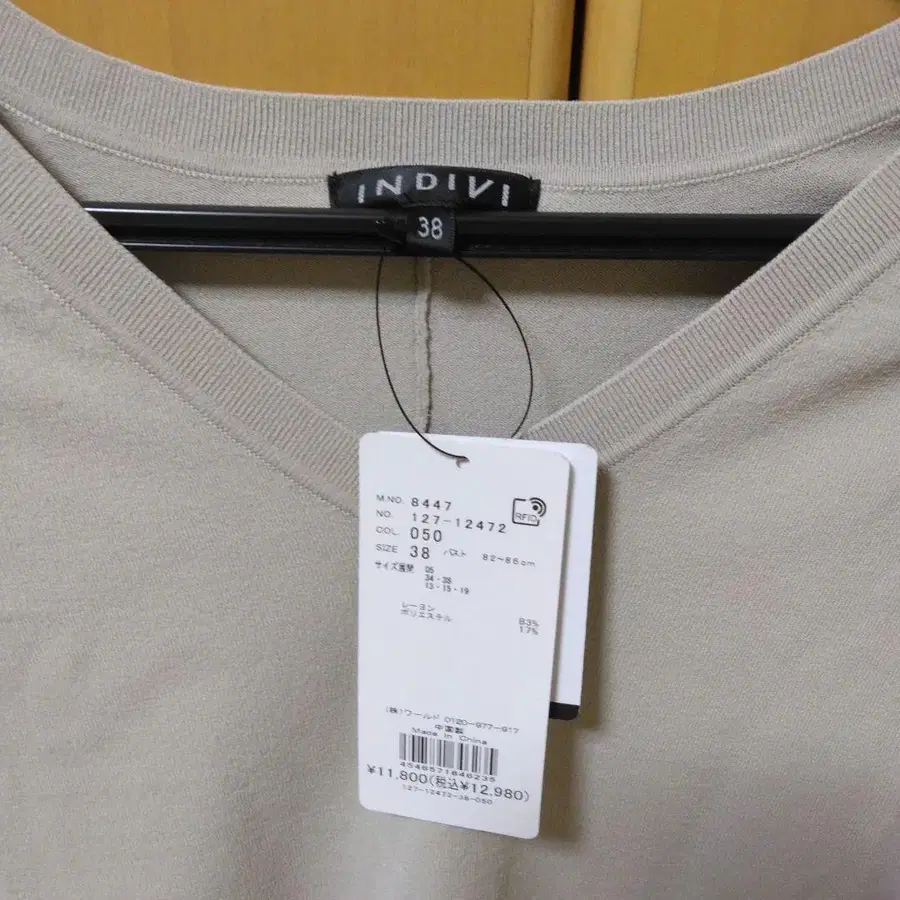 INDIVI
38
M.NO. 8447
NO. 127-12472
COL. 050
SIZE 38 バスト 82~86cm
RFID
サイズ展開 05
34・38
13・15・19
レーヨン 83%
ポリエステル 17%
(株)ワールド 0120-977-917
中国製
Made in China
4546571846235
¥11,800(税込¥12,980)
127-12472-38-050